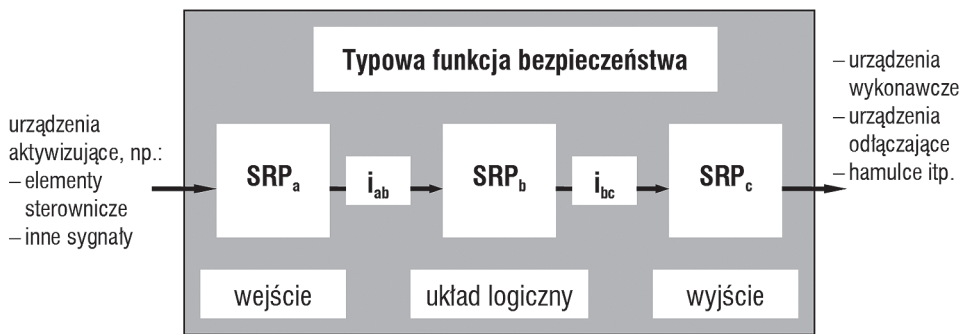 Typowa funkcja bezpieczeństwa
urządzenia
aktywizujące, np.:
– elementy
sterownicze
– inne sygnały
SRPa
iab
SRPb
ibc
SRPc
– urządzenia
wykonawcze
– urządzenia
odłączające
– hamulce itp.
wejście
układ logiczny
wyjście